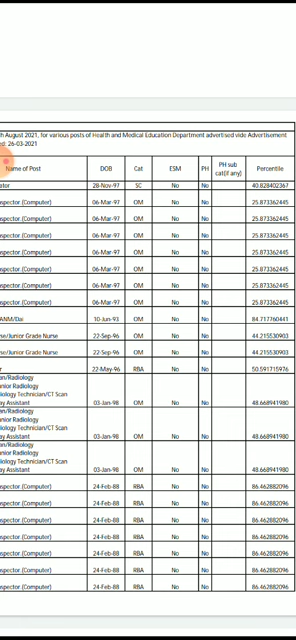 h August 2021, for various posts of Health and Medical Education Department advertised vide Advertisement
ed: 26-03-2021
Name of Post DOB Cat ESM PH PH sub cat(if any) Percentile
ator 28-Nov-97 SC No No 40.828402367
spector.(Computer) 06-Mar-97 OM No No 25.873362445
spector.(Computer) 06-Mar-97 OM No No 25.873362445
spector.(Computer) 06-Mar-97 OM No No 25.873362445
spector.(Computer) 06-Mar-97 OM No No 25.873362445
spector.(Computer) 06-Mar-97 OM No No 25.873362445
spector.(Computer) 06-Mar-97 OM No No 25.873362445
spector.(Computer) 06-Mar-97 OM No No 25.873362445
ANM/Dai 10-Jun-93 OM No No 84.717760441
se/Junior Grade Nurse 22-Sep-96 OM No No 44.215530903
se/Junior Grade Nurse 22-Sep-96 OM No No 44.215530903
r 22-May-96 RBA No No 50.591715976
an/Radiology
nior Radiology
iology Technician/CT Scan
ay Assistant 03-Jan-98 OM No No 48.668941980
an/Radiology
nior Radiology
iology Technician/CT Scan
ay Assistant 03-Jan-98 OM No No 48.668941980
an/Radiology
nior Radiology
iology Technician/CT Scan
ay Assistant 03-Jan-98 OM No No 48.668941980
spector.(Computer) 24-Feb-88 RBA No No 86.462882096
spector.(Computer) 24-Feb-88 RBA No No 86.462882096
spector.(Computer) 24-Feb-88 RBA No No 86.462882096
spector.(Computer) 24-Feb-88 RBA No No 86.462882096
spector.(Computer) 24-Feb-88 RBA No No 86.462882096
spector.(Computer) 24-Feb-88 RBA No No 86.462882096
spector.(Computer) 24-Feb-88 RBA No No 86.462882096